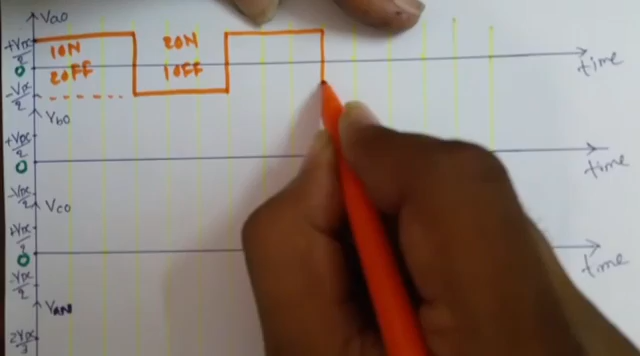 Vao
+VDC/2
1ON
2ON
2OFF
1OFF
0
time
-VDC/2
Vbo
+VDC/2
0
time
-VDC/2
Vco
+VDC/2
0
time
-VDC/2
VAN
2VDC/3